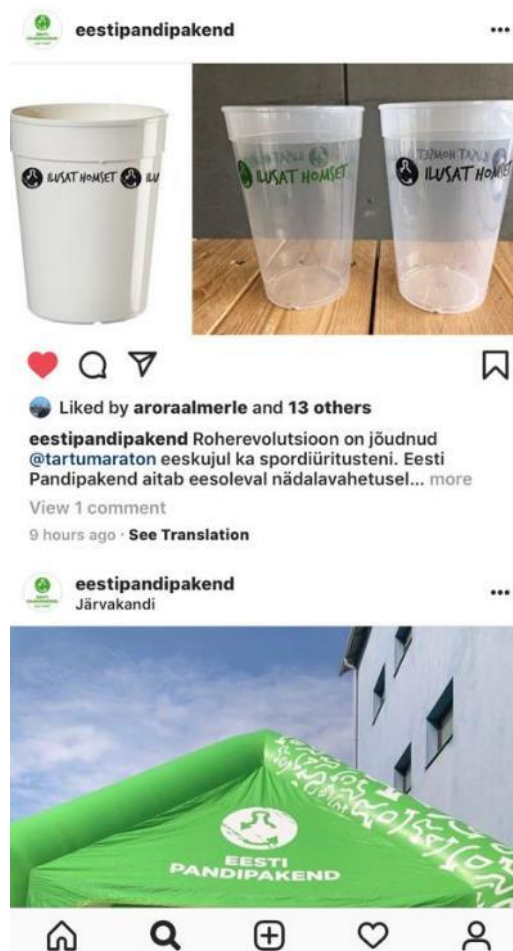 eestipandipakend
ILUSAT HOMSET ILU
ILUSAT HOMSET
ILUSAT HOMSET
Liked by aroraalmerle and 13 others
eestipandipakend Roherevolutsioon on jõudnud
@tartumaraton eeskujul ka spordiüritusteni. Eesti
Pandipakend aitab eesoleval nädalavahetusel... more
View 1 comment
9 hours ago · See Translation
eestipandipakend
Järvakandi
EESTI
PANDIPAKEND